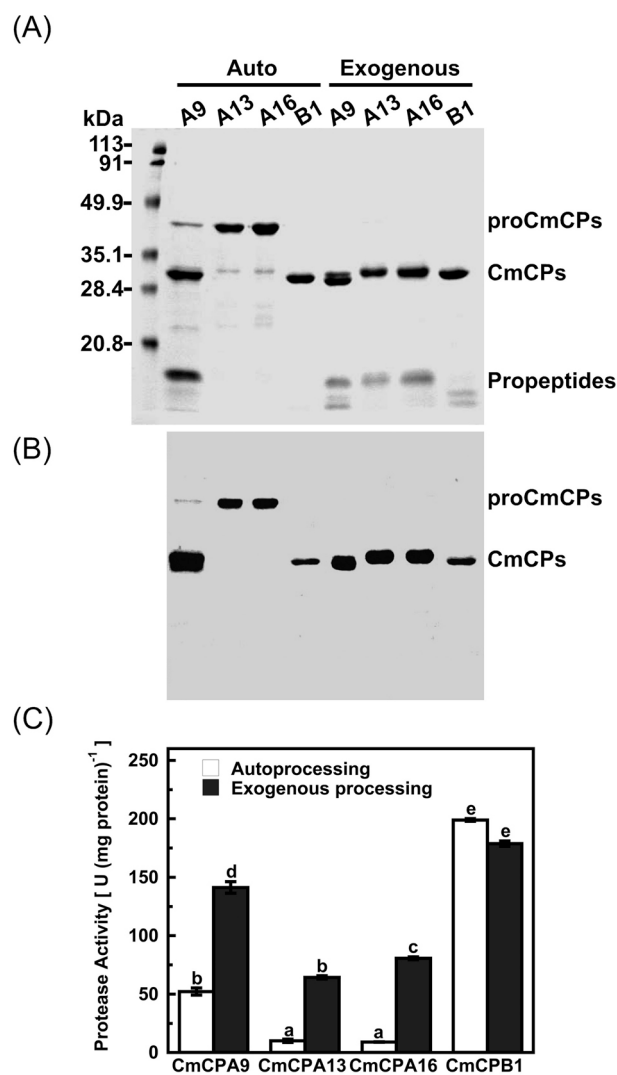 (A)
Auto Exogenous
kDa A9 A13 A16 B1 A9 A13 A16 B1
113-
91-
49.9-
proCmCPs
35.1-
CmCPs
28.4-
20.8-
Propeptides
(B)
proCmCPs
CmCPs
(C)
Protease Activity [ U (mg protein)-1 ]
250
200
150
100
50
0
Autoprocessing
Exogenous processing
b d a b a c e e
CmCPA9 CmCPA13 CmCPA16 CmCPB1